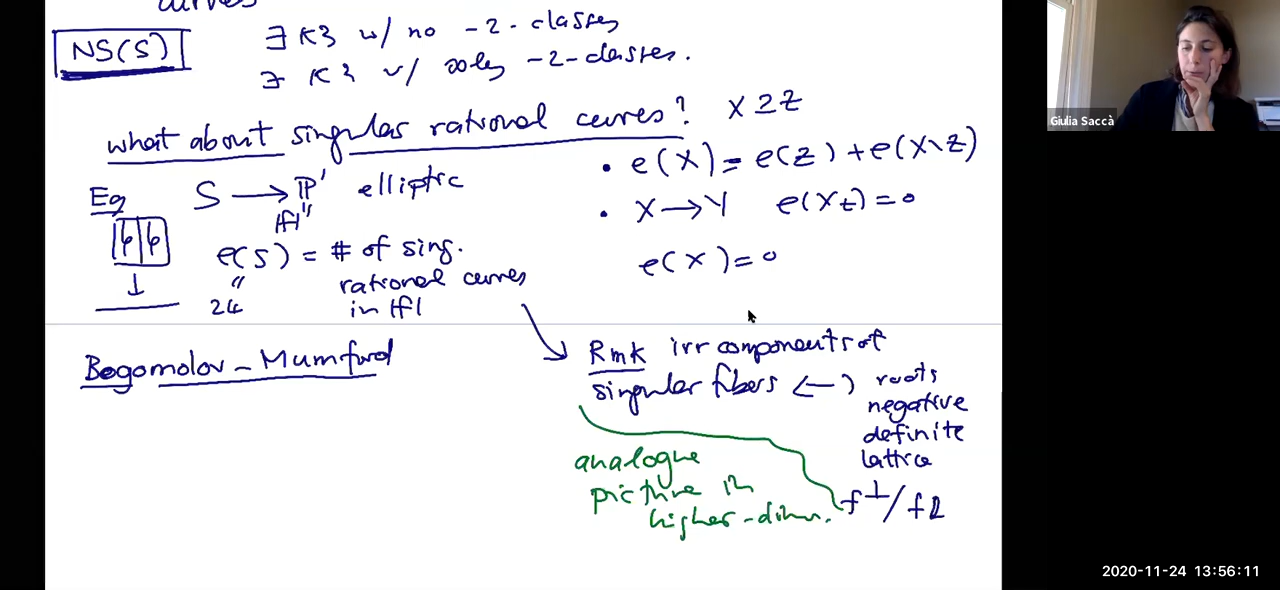 curves
NS(S)
∃ K3 w/ no -2-classes
∃ K3 w/ ∞ly -2-classes.
what about singular rational curves?
X ⊇ Z
• e(X) = e(Z) + e(X\Z)
Eg S → P¹ elliptic
|f|
• X → Y e(X_t) = 0
e(S) = # of sing.
rational curves
in |f|
"
24
e(X) = 0
Bogomolov - Mumford
Rmk irr components of
singular fibers ↔ roots
negative
definite
lattice
f⊥/fZ
analogue
picture in
higher-dim.
Giulia Saccà
2020-11-24 13:56:11